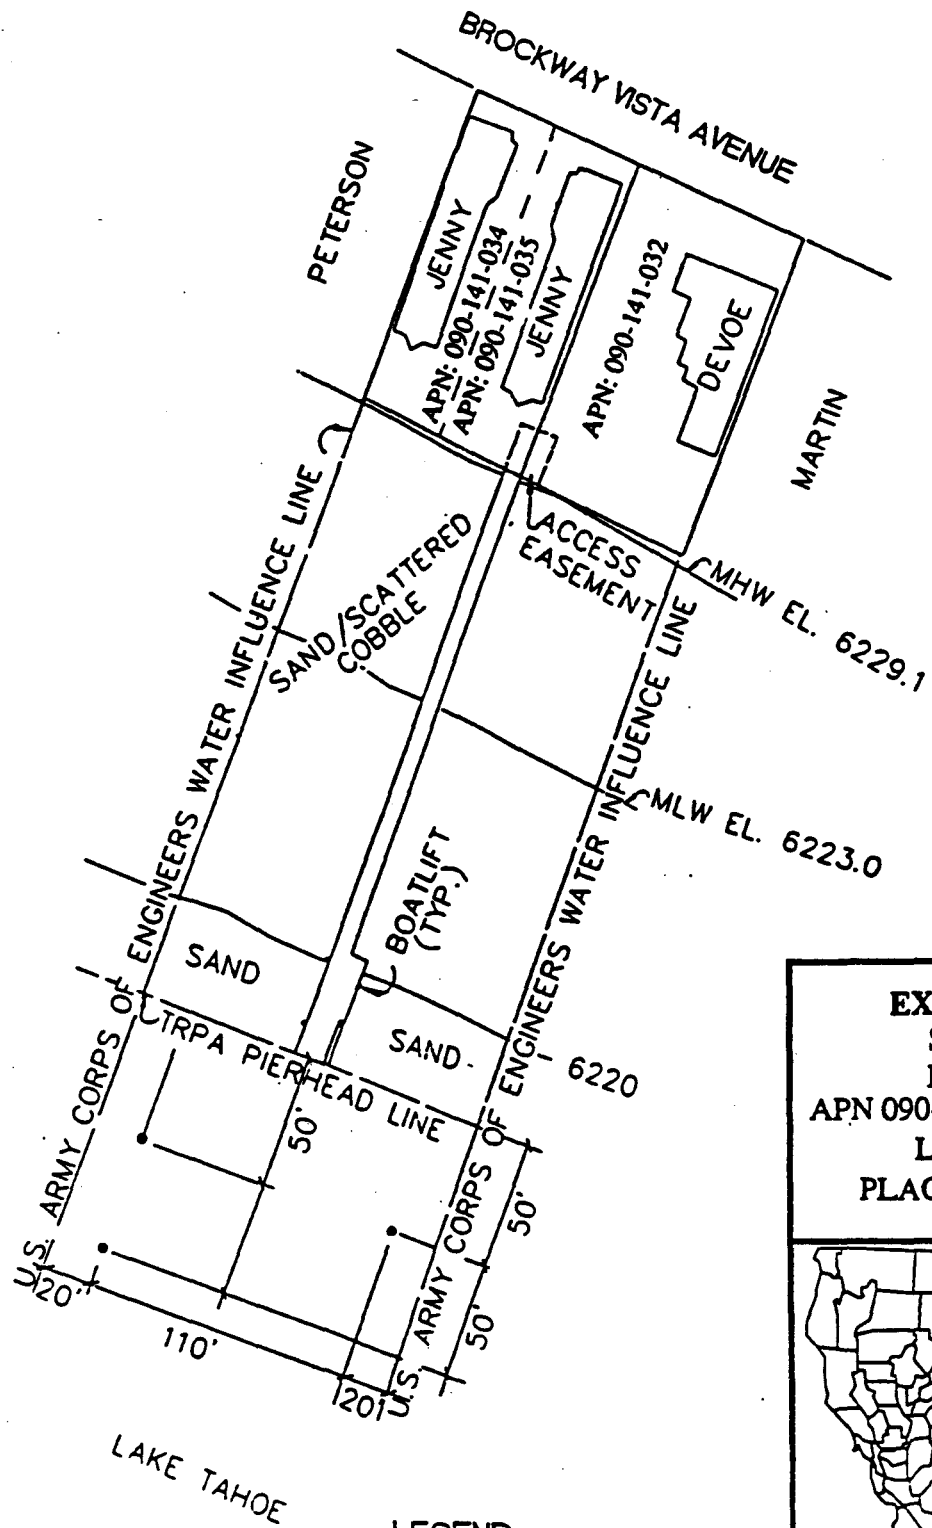 BROCKWAY VISTA AVENUE
PETERSON
JENNY
APN: 090-141-034
APN: 090-141-035
JENNY
APN: 090-141-032
DEVOE
MARTIN
ACCESS
EASEMENT
MHW EL. 6229.1
SAND/SCATTERED
COBBLE
U.S. ARMY CORPS OF ENGINEERS WATER INFLUENCE LINE
U.S. ARMY CORPS OF ENGINEERS WATER INFLUENCE LINE
MLW EL. 6223.0
BOATLIFT
(TYP.)
SAND
SAND
6220
TRPA PIERHEAD LINE
50'
50'
50'
20'
110'
20'
LAKE TAHOE
LEGEND
APN 090-